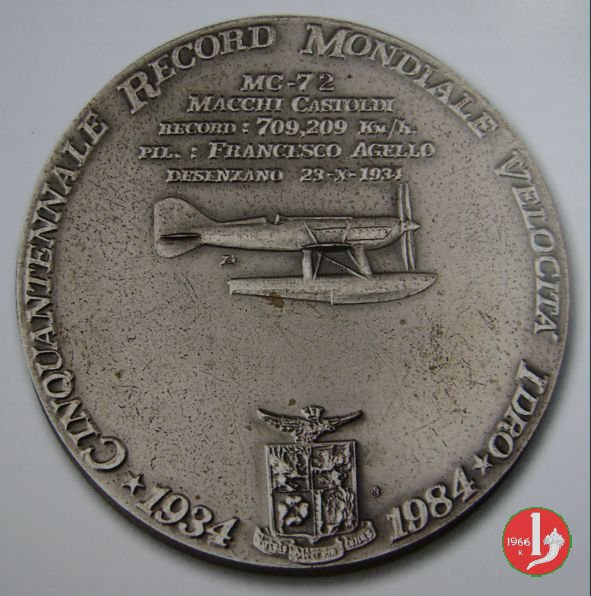 CINQUANTENNALE RECORD MONDIALE VELOCITA' IDRO
MC-72
MACCHI CASTOLDI
RECORD : 709,209 KM/h.
PIL. : FRANCESCO AGELLO
DESENZANO 23-X-1934
★ 1934
1984 ★
1966